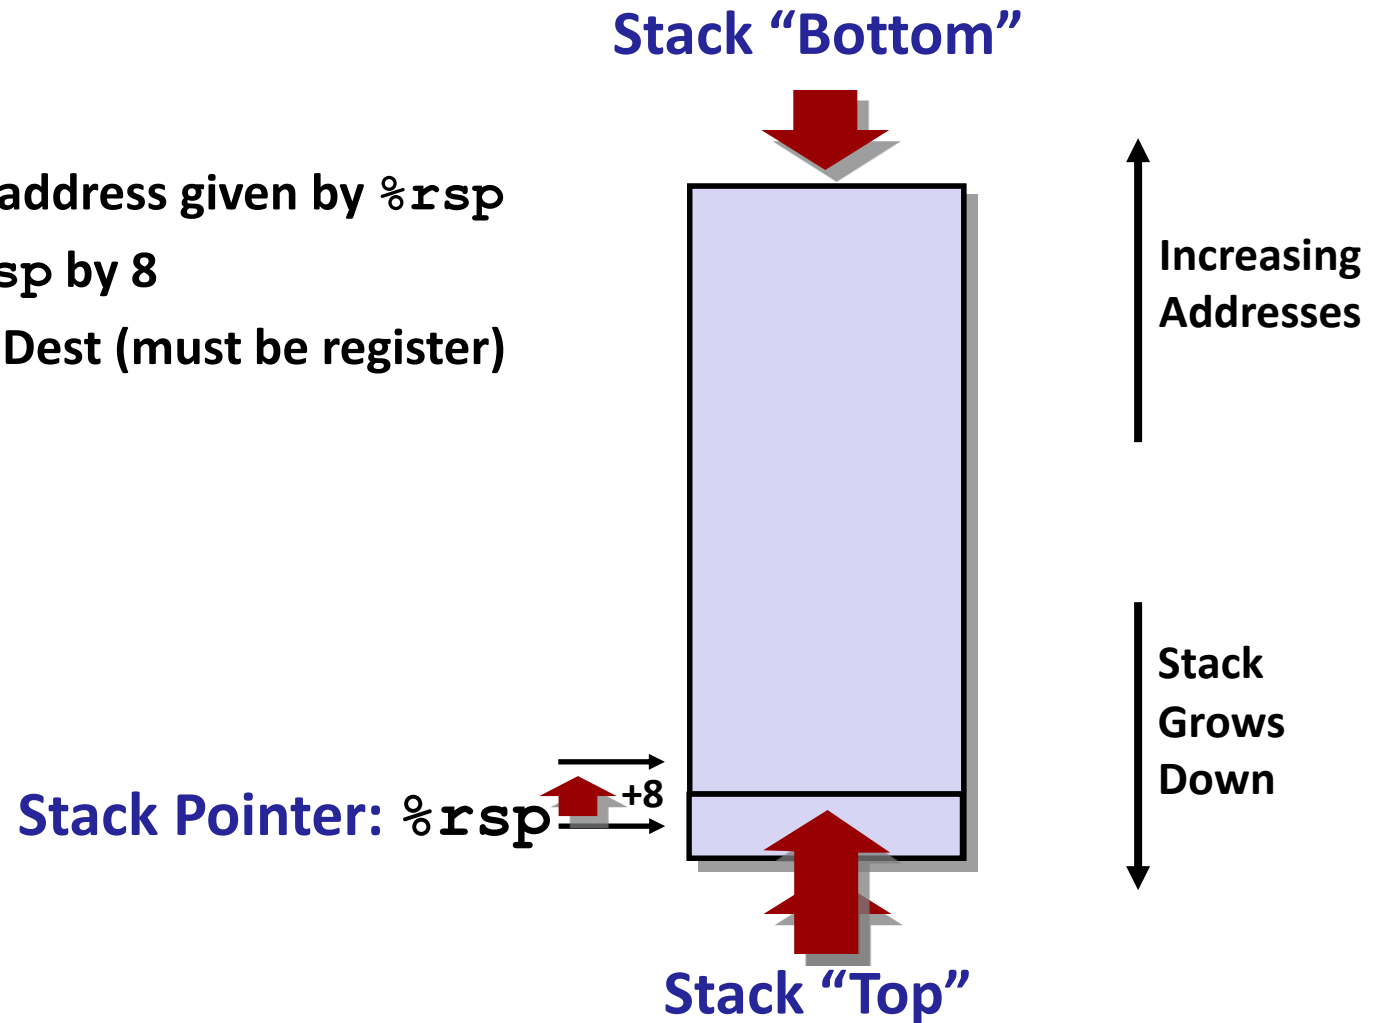 Stack “Bottom”
address given by %rsp
sp by 8
Dest (must be register)
Increasing
Addresses
Stack
Grows
Down
+8
Stack Pointer: %rsp
Stack “Top”